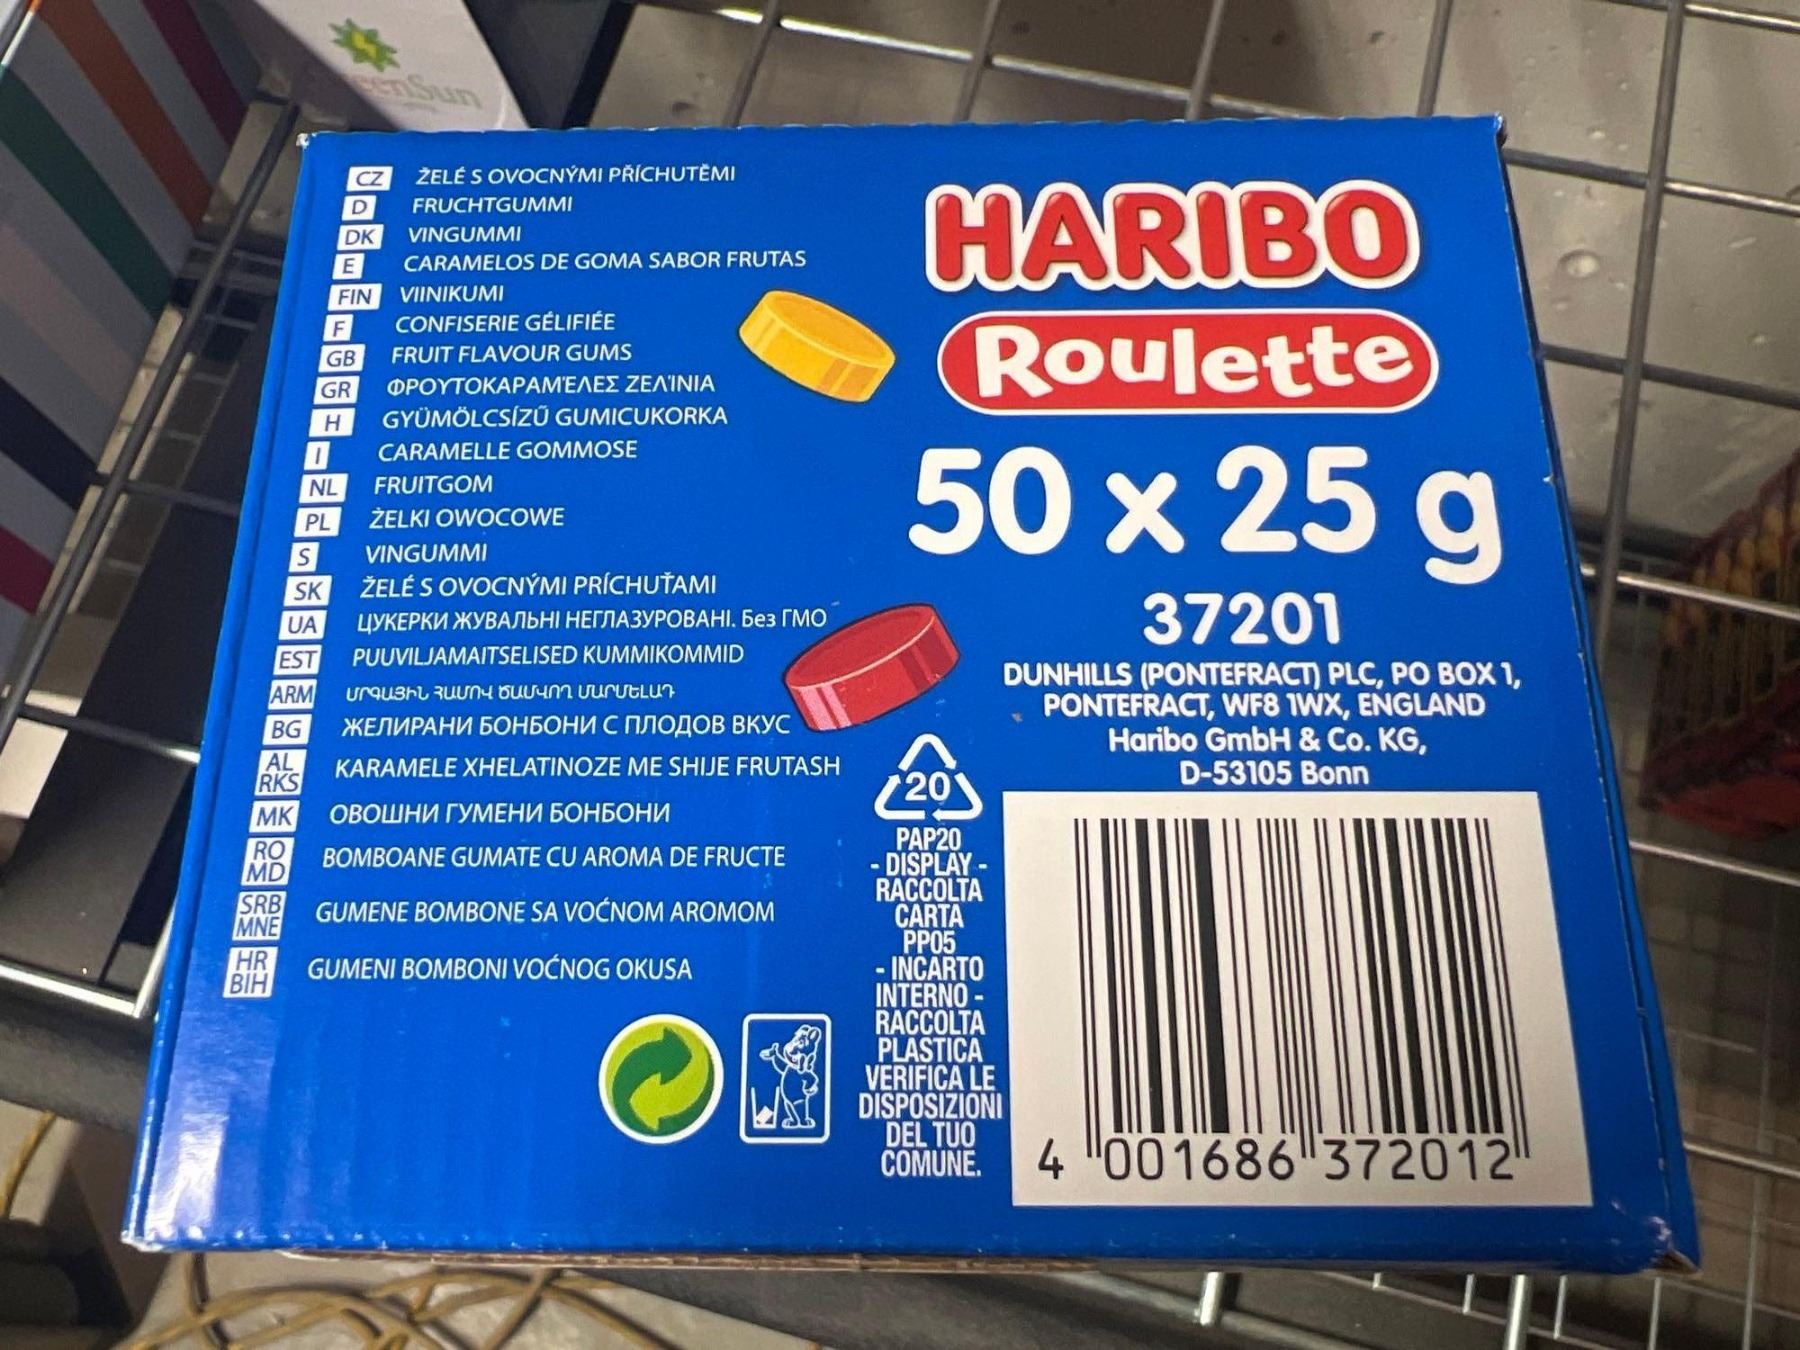 CZ ŽELÉ S OVOCNÝMI PŘÍCHUTĚMI
D FRUCHTGUMMI
DK VINGUMMI
E CARAMELOS DE GOMA SABOR FRUTAS
FIN VIINIKUMI
F CONFISERIE GÉLIFIÉE
GB FRUIT FLAVOUR GUMS
GR ΦΡΟΥΤΟΚΑΡΑΜΈΛΕΣ ΖΕΛΊΝΙΑ
H GYÜMÖLCSÍZŰ GUMICUKORKA
I CARAMELLE GOMMOSE
NL FRUITGOM
PL ŻELKI OWOCOWE
S VINGUMMI
SK ŽELÉ S OVOCNÝMI PRÍCHUŤAMI
UA ЦУКЕРКИ ЖУВАЛЬНІ НЕГЛАЗУРОВАНІ. Без ГМО
EST PUUVILJAMAITSELISED KUMMIKOMMID
ARM ՄՐԳԱՅԻՆ ՀԱՄՈՎ ԾԱՄՎՈՂ ՄԱՐՄԵԼԱԴ
BG ЖЕЛИРАНИ БОНБОНИ С ПЛОДОВ ВКУС
AL RKS KARAMELE XHELATINOZE ME SHIJE FRUTASH
MK ОВОШНИ ГУМЕНИ БОНБОНИ
RO MD BOMBOANE GUMATE CU AROMA DE FRUCTE
SRB MNE GUMENE BOMBONE SA VOĆNOM AROMOM
HR BIH GUMENI BOMBONI VOĆNOG OKUSA
HARIBO
Roulette
50 x 25 g
37201
DUNHILLS (PONTEFRACT) PLC, PO BOX 1,
PONTEFRACT, WF8 1WX, ENGLAND
Haribo GmbH & Co. KG,
D-53105 Bonn
20
PAP20
- DISPLAY -
RACCOLTA
CARTA
PP05
- INCARTO
INTERNO -
RACCOLTA
PLASTICA
VERIFICA LE
DISPOSIZIONI
DEL TUO
COMUNE.
4 001686 372012